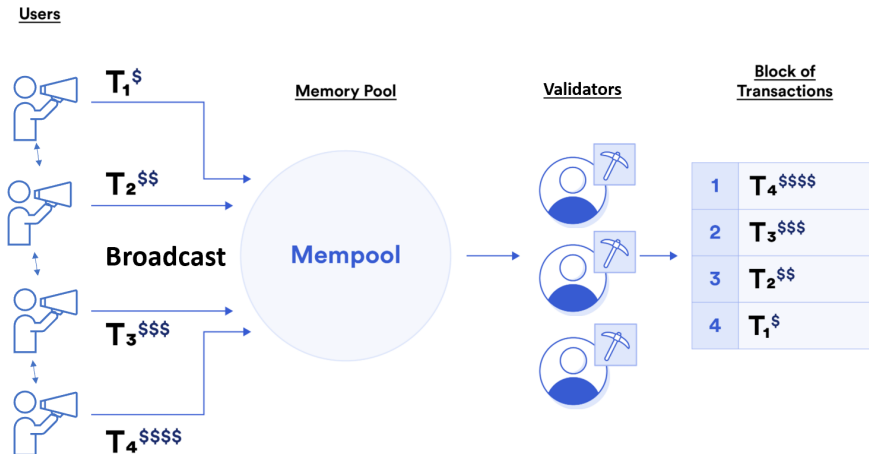 Users
T₁$
Memory Pool
Validators
Block of
Transactions
T₂$$
Broadcast
Mempool
T₃$$$
T₄$$$$
1 T₄$$$$
2 T₃$$$
3 T₂$$
4 T₁$